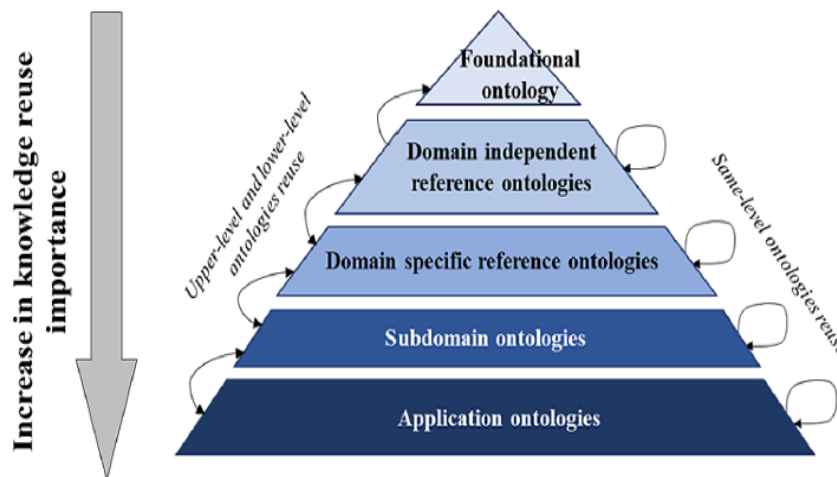 Increase in knowledge reuse
importance
Upper-level and lower-level
ontologies reuse
Foundational
ontology
Domain independent
reference ontologies
Domain specific reference ontologies
Subdomain ontologies
Application ontologies
Same-level ontologies reuse